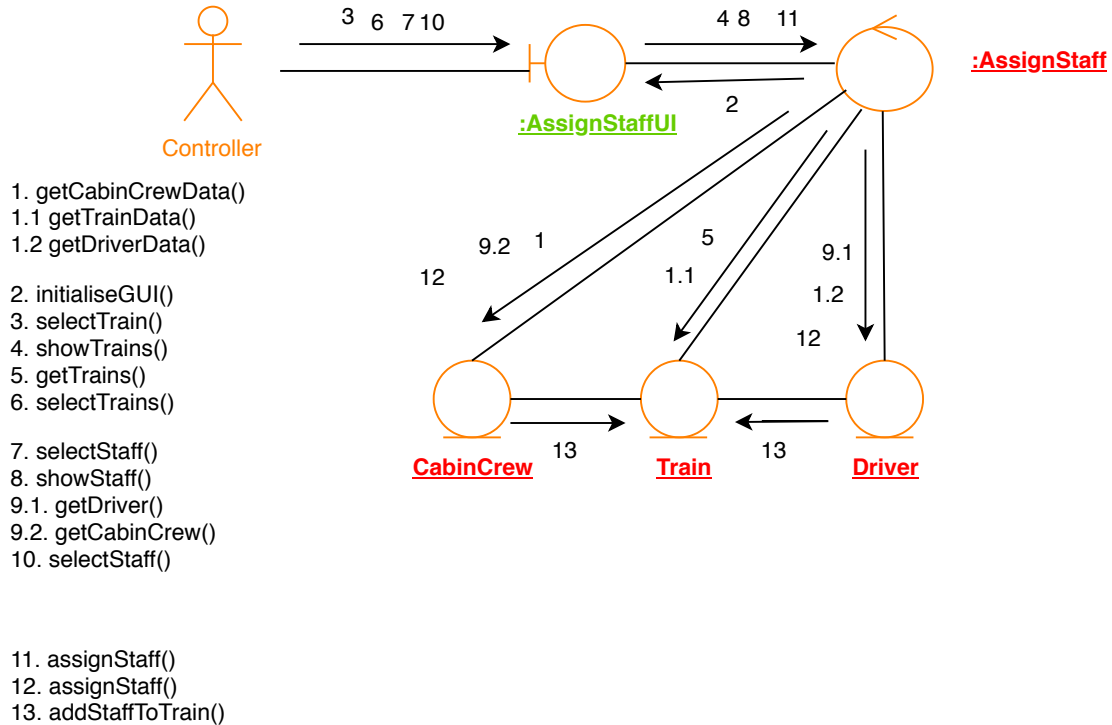 3 6 7 10
4 8 11
:AssignStaff
2
:AssignStaffUI
Controller
1. getCabinCrewData()
1.1 getTrainData()
1.2 getDriverData()
9.2 1
5
9.1
12
1.1
1.2
2. initialiseGUI()
3. selectTrain()
4. showTrains()
5. getTrains()
6. selectTrains()
12
13
13
7. selectStaff()
8. showStaff()
9.1. getDriver()
9.2. getCabinCrew()
10. selectStaff()
CabinCrew
Train
Driver
11. assignStaff()
12. assignStaff()
13. addStaffToTrain()